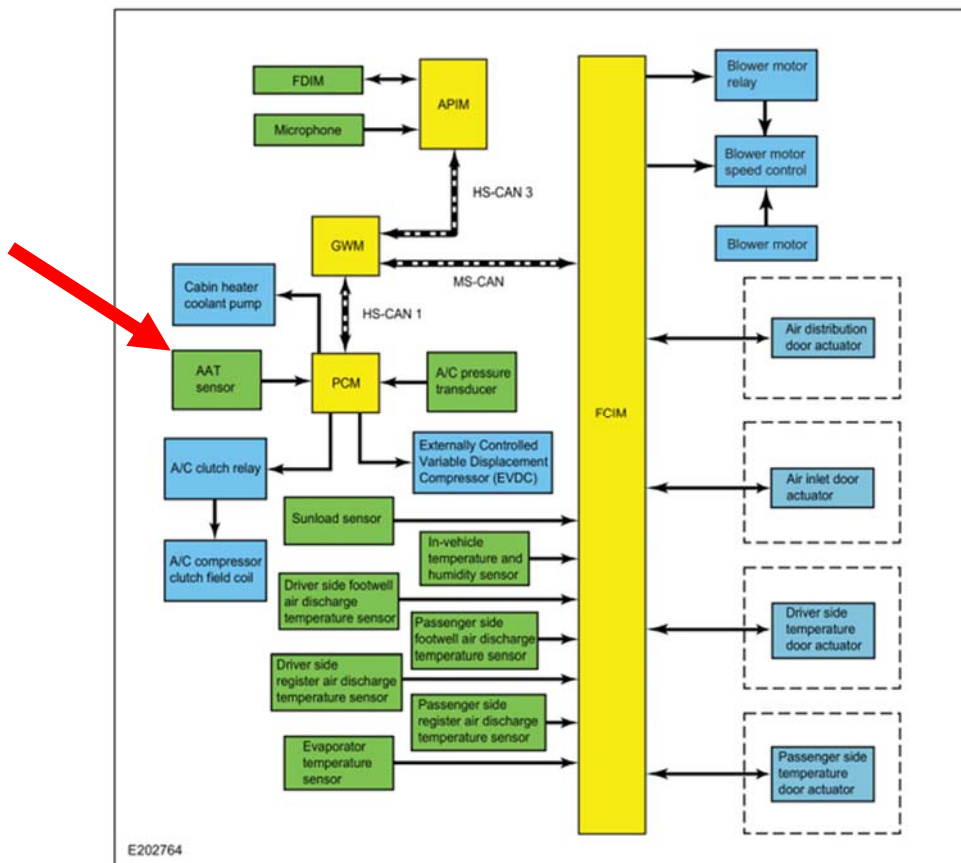 FDIM
APIM
Microphone
HS-CAN 3
GWM
MS-CAN
Cabin heater
coolant pump
HS-CAN 1
AAT
sensor
PCM
A/C pressure
transducer
A/C clutch relay
Externally Controlled
Variable Displacement
Compressor (EVDC)
A/C compressor
clutch field coil
Sunload sensor
In-vehicle
temperature and
humidity sensor
Driver side footwell
air discharge
temperature sensor
Passenger side
footwell air discharge
temperature sensor
Driver side
register air discharge
temperature sensor
Passenger side
register air discharge
temperature sensor
Evaporator
temperature
sensor
FCIM
Blower motor
relay
Blower motor
speed control
Blower motor
Air distribution
door actuator
Air inlet door
actuator
Driver side
temperature
door actuator
Passenger side
temperature
door actuator
E202764